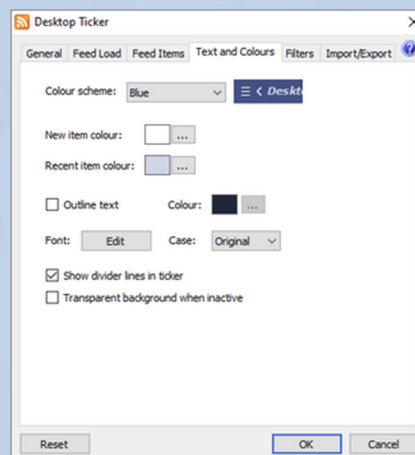 Desktop Ticker
General Feed Load Feed Items Text and Colours Filters Import/Export
Colour scheme: Blue < Deskt
New item colour: ...
Recent item colour: ...
Outline text Colour: ...
Font: Edit Case: Original
Show divider lines in ticker
Transparent background when inactive
Reset OK Cancel